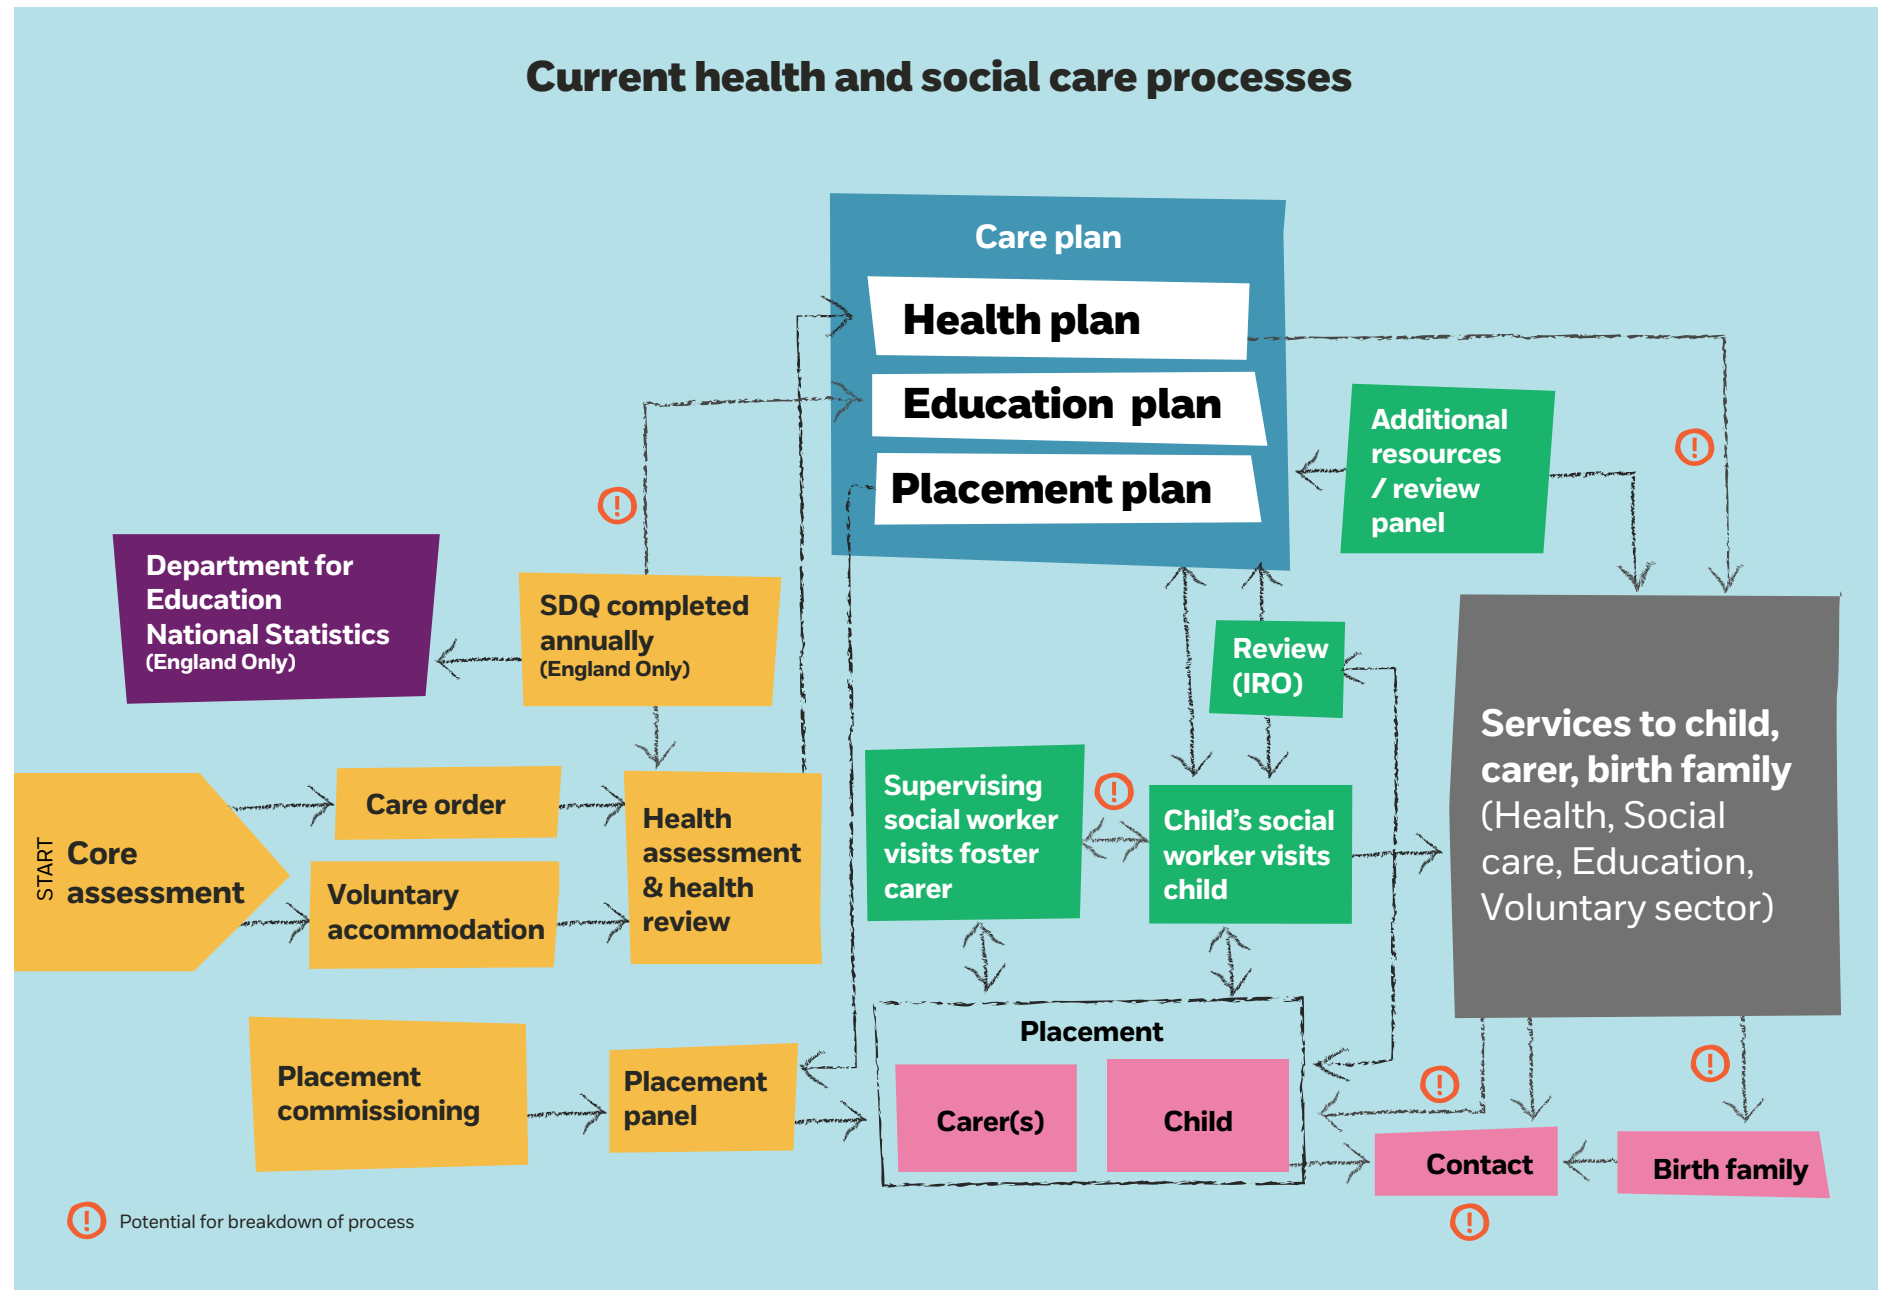 Current health and social care processes
Care plan
Health plan
Education plan
Placement plan
Additional
resources
/ review
panel
Department for
Education
National Statistics
(England Only)
SDQ completed
annually
(England Only)
Review
(IRO)
Services to child,
carer, birth family
(Health, Social
care, Education,
Voluntary sector)
START
Core
assessment
Care order
Voluntary
accommodation
Health
assessment
& health
review
Supervising
social worker
visits foster
carer
Child’s social
worker visits
child
Placement
commissioning
Placement
panel
Placement
Carer(s)
Child
Contact
Birth family
Potential for breakdown of process